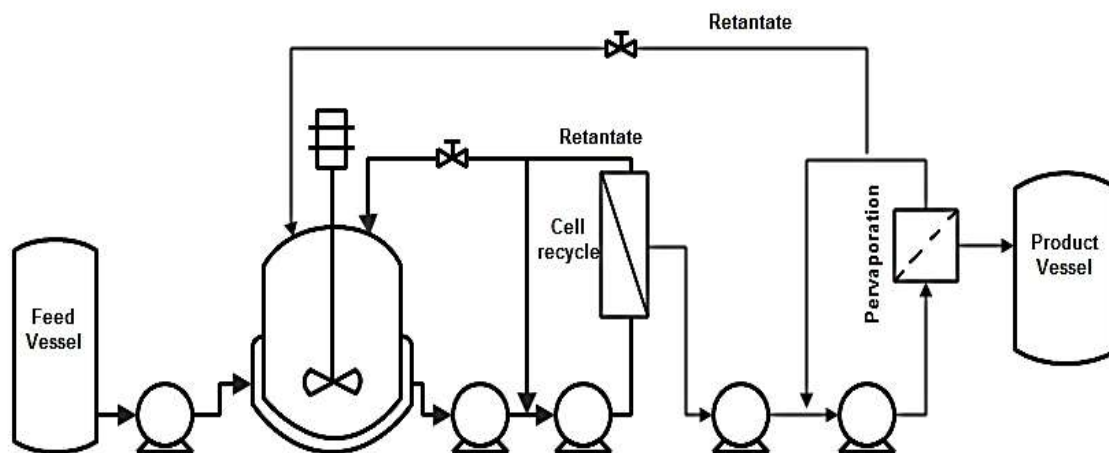 Retantate
Retantate
Cell
recycle
Pervaporation
Product
Vessel
Feed
Vessel